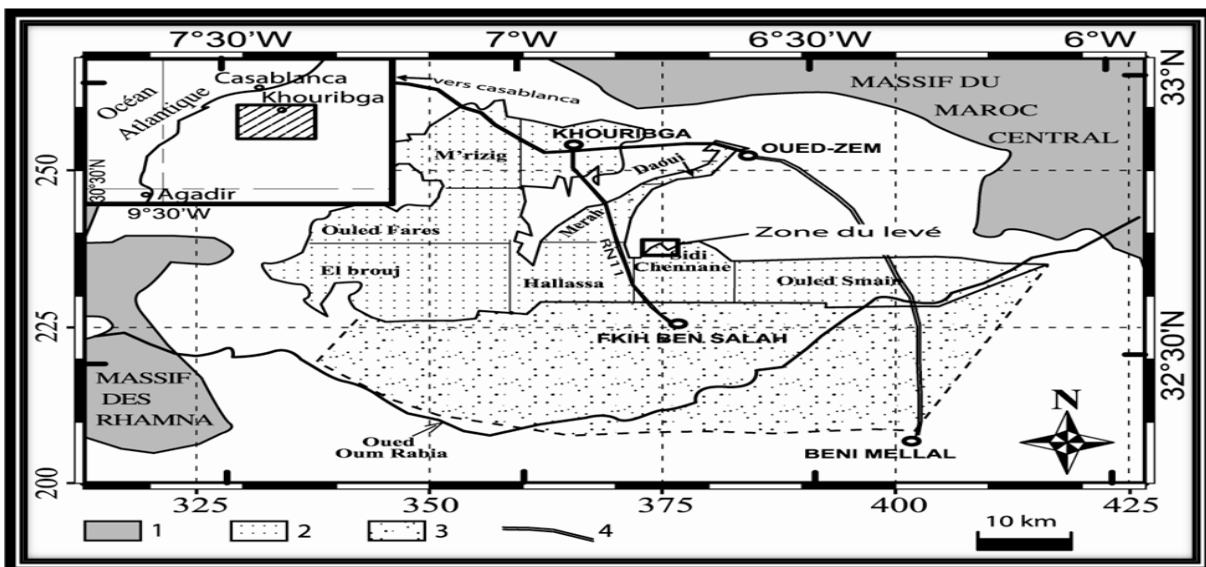 7°30'W 7°W 6°30'W 6°W
Océan
Atlantique
Casablanca
Khouribga
Agadir
30°30'N
9°30'W
vers casablanca
MASSIF DU
MAROC
CENTRAL
33°N
KHOURIBGA
OUED-ZEM
M'rizig
Daoui
250
Merah
Ouled Fares
RN11
Zone du levé
Sidi
Chennane
El brouj
Hallassa
Ouled Smain
225
FKIH BEN SALAH
32°30'N
MASSIF
DES
RHAMNA
N
Oued
Oum Rabia
BENI MELLAL
200
325 350 375 400 425
1 2 3 4
10 km